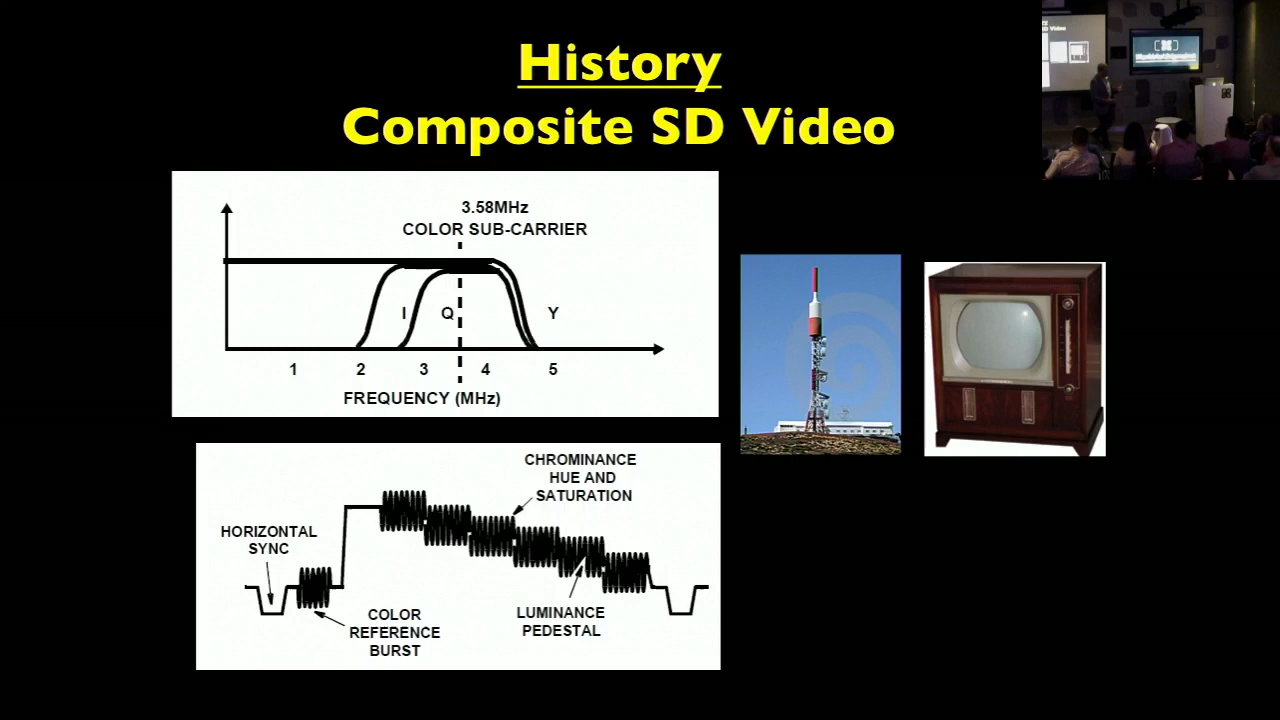 History
Composite SD Video
3.58MHz
COLOR SUB-CARRIER
I
Q
Y
1
2
3
4
5
FREQUENCY (MHz)
CHROMINANCE
HUE AND
SATURATION
HORIZONTAL
SYNC
COLOR
REFERENCE
BURST
LUMINANCE
PEDESTAL